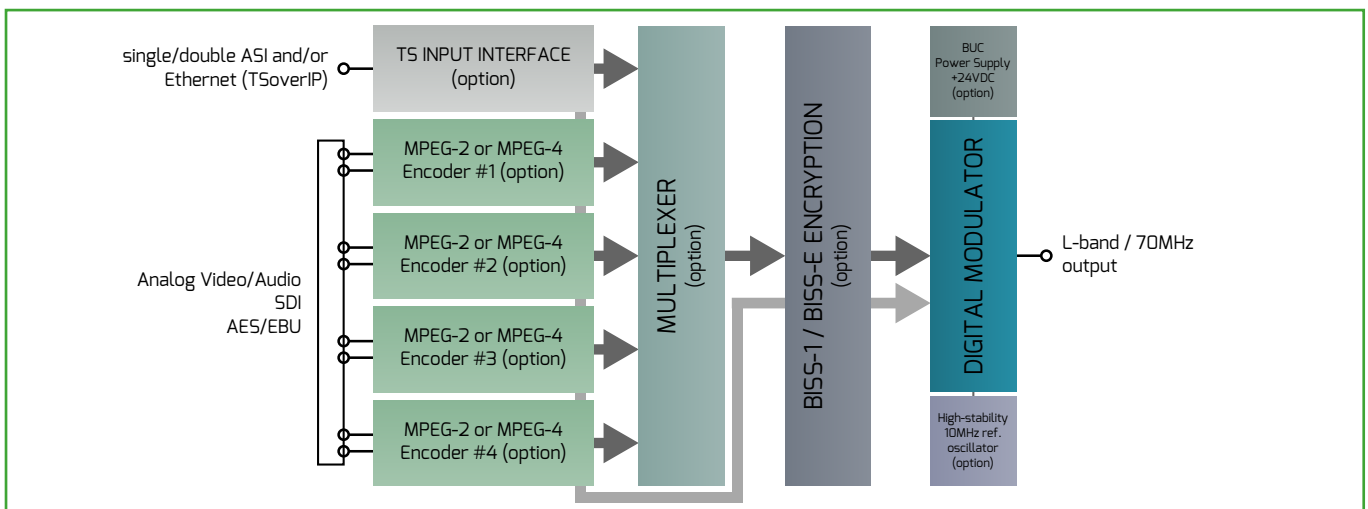 single/double ASI and/or
Ethernet (TSoverIP)
TS INPUT INTERFACE
(option)
Analog Video/Audio
SDI
AES/EBU
MPEG-2 or MPEG-4
Encoder #1 (option)
MPEG-2 or MPEG-4
Encoder #2 (option)
MPEG-2 or MPEG-4
Encoder #3 (option)
MPEG-2 or MPEG-4
Encoder #4 (option)
MULTIPLEXER
(option)
BISS-1 / BISS-E ENCRYPTION
(option)
BUC
Power Supply
+24VDC
(option)
DIGITAL MODULATOR
High-stability
10MHz ref.
oscillator
(option)
L-band / 70MHz
output